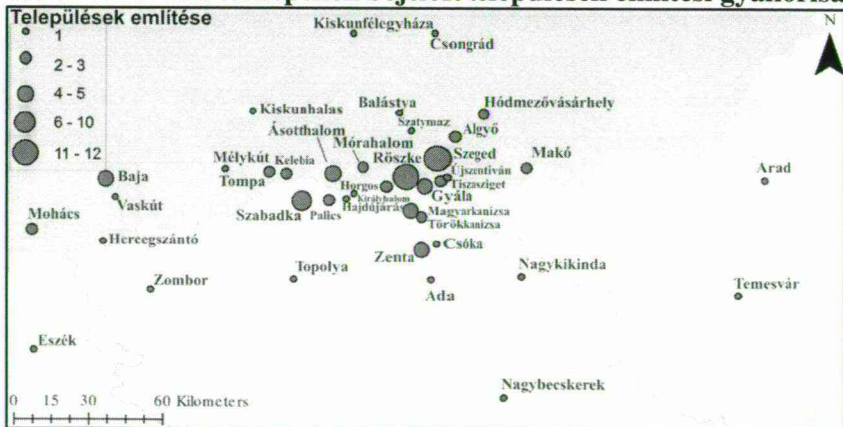 Települések említése
1
2 - 3
4 - 5
6 - 10
11 - 12
N
Kiskunfélegyháza
Csongrád
Kiskunhalas
Balástya
Szatymaz
Hódmezővásárhely
Algyő
Ásotthalom
Mórahalom
Röszke
Szeged
Makó
Arad
Mélykút
Kelebia
Tompa
Újszentiván
Tiszasziget
Baja
Vaskút
Horgos
Királyhalom
Hajdújárás
Gyála
Szabadka
Palics
Magyarkanizsa
Törökkanizsa
Mohács
Hercegszántó
Csóka
Zenta
Zombor
Topolya
Ada
Nagykikinda
Temesvár
Eszék
Nagybecskerek
0 15 30 60 Kilometers